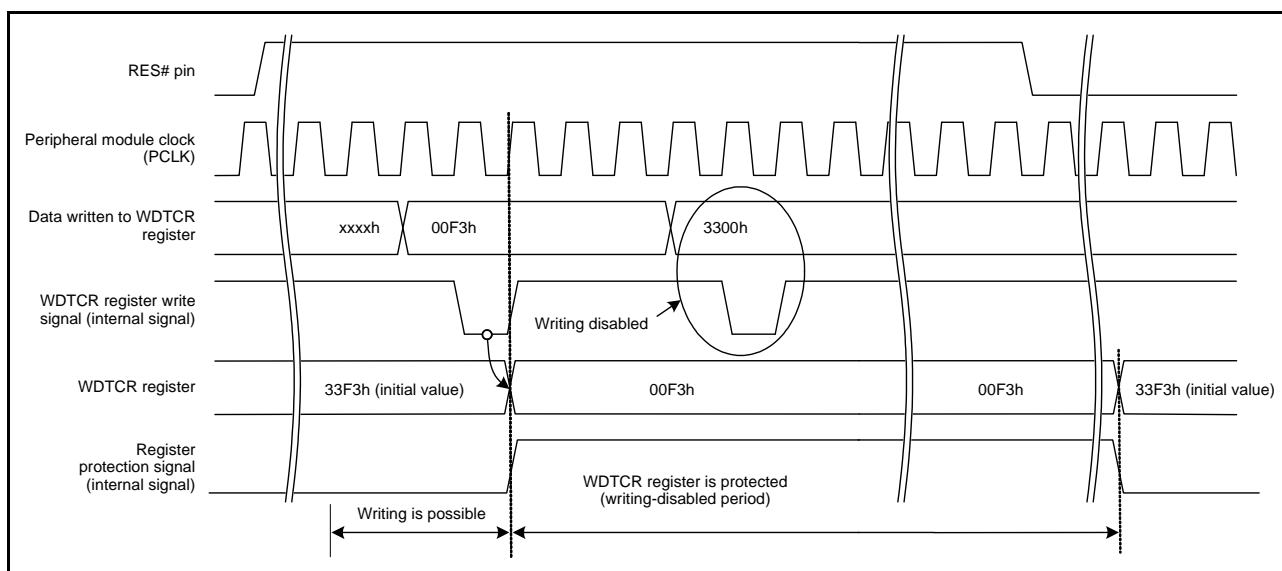 RES# pin
Peripheral module clock
(PCLK)
Data written to WDTCR
register
xxxxh
00F3h
3300h
WDTCR register write
signal (internal signal)
Writing disabled
WDTCR register
33F3h (initial value)
00F3h
00F3h
33F3h (initial value)
Register
protection signal
(internal signal)
WDTCR register is protected
(writing-disabled period)
Writing is possible